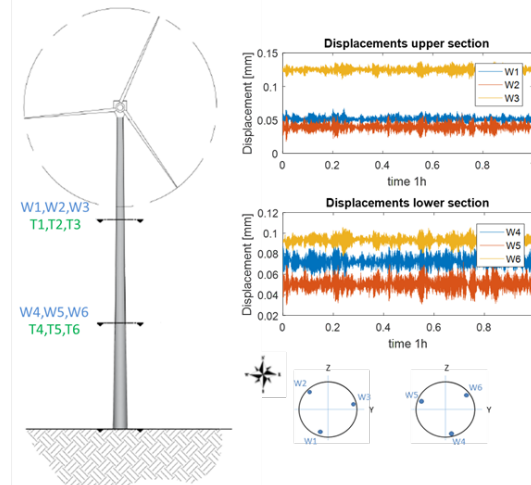 W1,W2,W3
T1,T2,T3
W4,W5,W6
T4,T5,T6
Displacements upper section
Displacement [mm]
0.15
0.1
0.05
0
0
0.2
0.4
0.6
0.8
time 1h
W1
W2
W3
Displacements lower section
Displacement [mm]
0.12
0.1
0.08
0.06
0.04
0.02
0
0.2
0.4
0.6
0.8
time 1h
W4
W5
W6
Z
W2
W3
Y
W1
Z
W5
W6
Y
W4